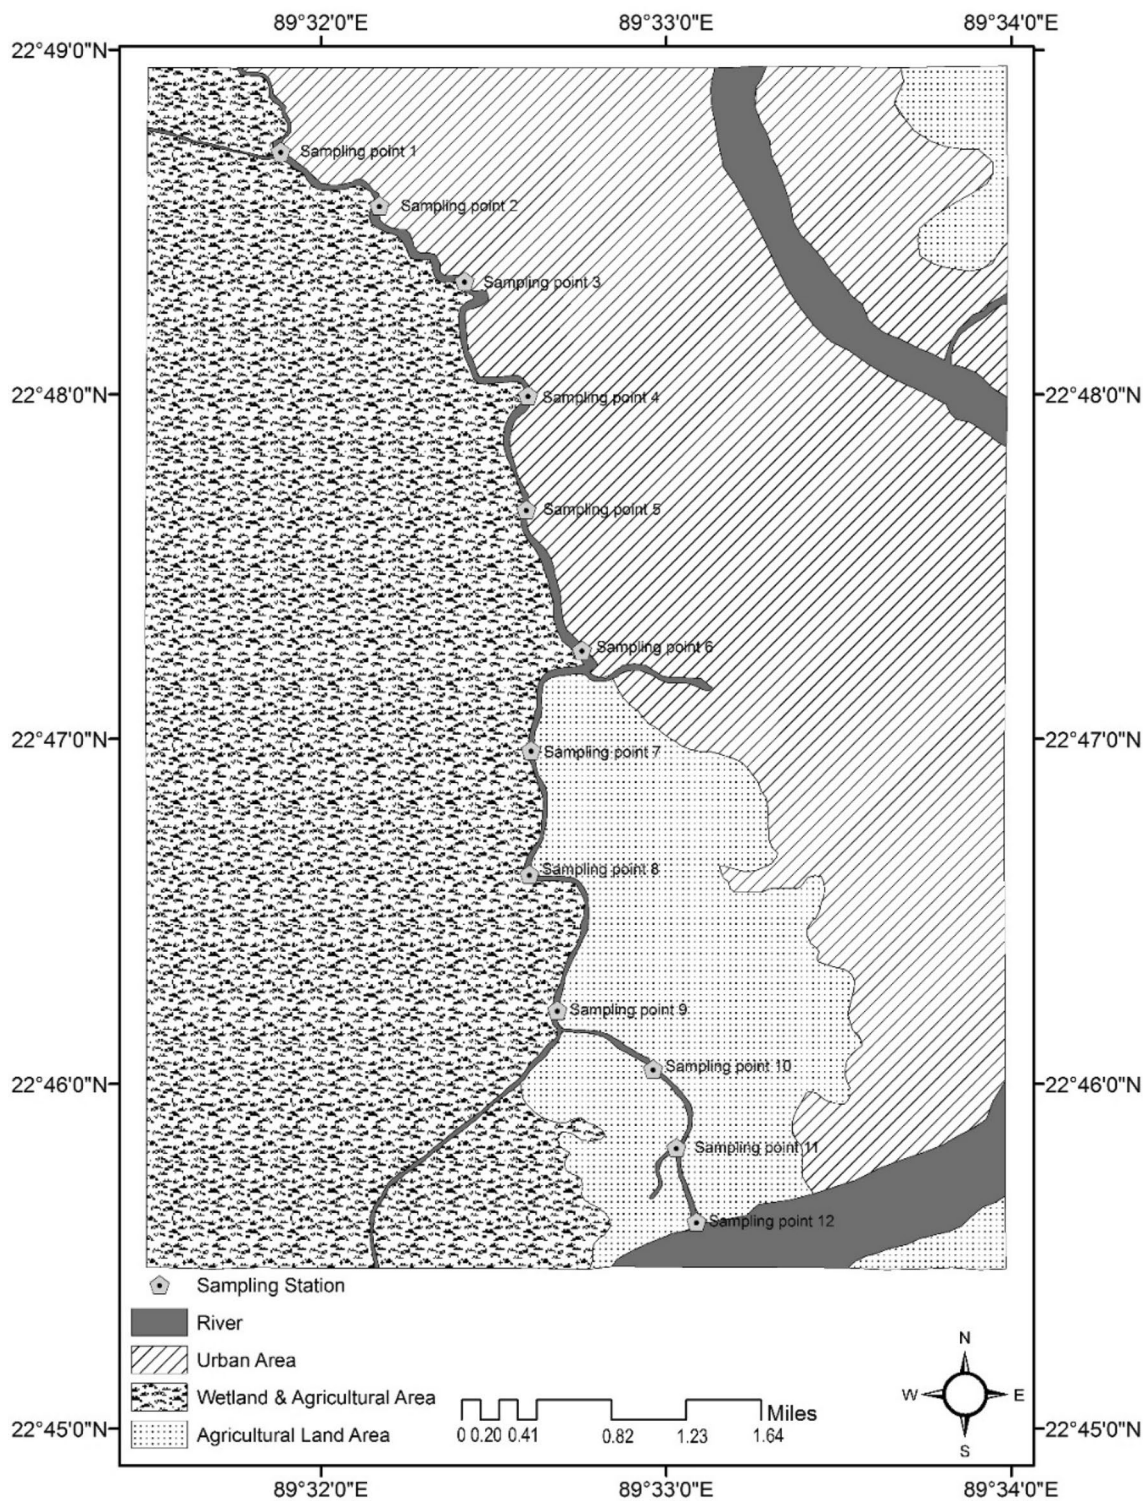 89°32'0"E 89°33'0"E 89°34'0"E
22°49'0"N
Sampling point 1
Sampling point 2
Sampling point 3
22°48'0"N 22°48'0"N
Sampling point 4
Sampling point 5
Sampling point 6
22°47'0"N 22°47'0"N
Sampling point 7
Sampling point 8
Sampling point 9
Sampling point 10
22°46'0"N 22°46'0"N
Sampling point 11
Sampling point 12
Sampling Station
River
Urban Area
Wetland & Agricultural Area
Agricultural Land Area
Miles
0 0.20 0.41 0.82 1.23 1.64
N
W E
S
22°45'0"N 22°45'0"N
89°32'0"E 89°33'0"E 89°34'0"E